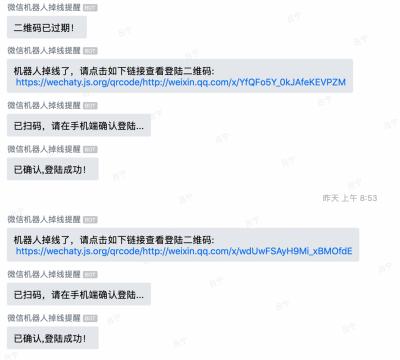 微信机器人掉线提醒 BOT
二维码已过期！
微信机器人掉线提醒 BOT
机器人掉线了，请点击如下链接查看登陆二维码：
https://wechaty.js.org/qrcode/http://weixin.qq.com/x/YfQFo5Y_0kJAfeKEVPZM
微信机器人掉线提醒 BOT
已扫码，请在手机端确认登陆...
微信机器人掉线提醒 BOT
已确认,登陆成功！
昨天 上午 8:53
微信机器人掉线提醒 BOT
机器人掉线了，请点击如下链接查看登陆二维码：
https://wechaty.js.org/qrcode/http://weixin.qq.com/x/wdUwFSAyH9Mi_xBMOfdE
微信机器人掉线提醒 BOT
已扫码，请在手机端确认登陆...
微信机器人掉线提醒 BOT
已确认,登陆成功！